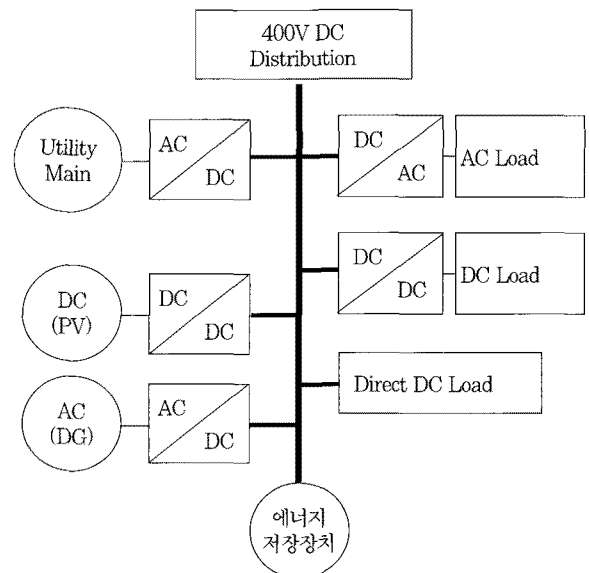 400V DC
Distribution
Utility
Main
AC
DC
DC
AC
AC Load
DC
DC
DC Load
DC
(PV)
DC
DC
Direct DC Load
AC
(DG)
AC
DC
에너지
저장장치